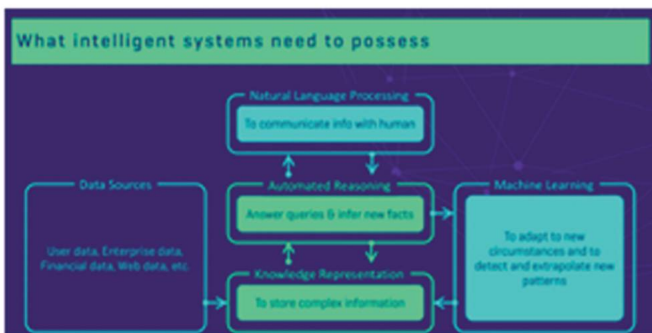 What intelligent systems need to possess
Natural Language Processing
To communicate info with human
Data Sources
User data, Enterprise data,
Financial data, Web data, etc.
Automated Reasoning
Answer queries & infer new facts
Machine Learning
To adapt to new
circumstances and to
detect and extrapolate new
patterns
Knowledge Representation
To store complex information